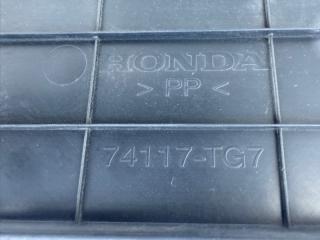 HONDA
> PP <
74117-TG7